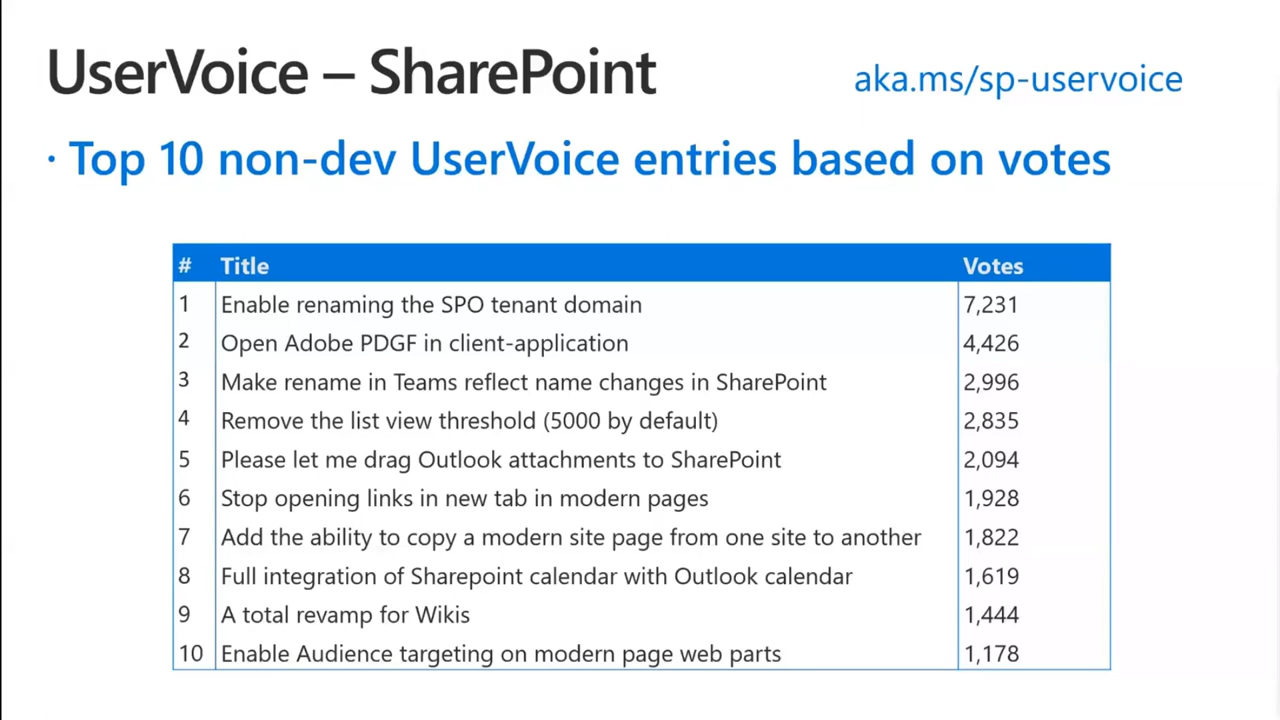 UserVoice – SharePoint
aka.ms/sp-uservoice
· Top 10 non-dev UserVoice entries based on votes
# Title Votes
1 Enable renaming the SPO tenant domain 7,231
2 Open Adobe PDGF in client-application 4,426
3 Make rename in Teams reflect name changes in SharePoint 2,996
4 Remove the list view threshold (5000 by default) 2,835
5 Please let me drag Outlook attachments to SharePoint 2,094
6 Stop opening links in new tab in modern pages 1,928
7 Add the ability to copy a modern site page from one site to another 1,822
8 Full integration of Sharepoint calendar with Outlook calendar 1,619
9 A total revamp for Wikis 1,444
10 Enable Audience targeting on modern page web parts 1,178